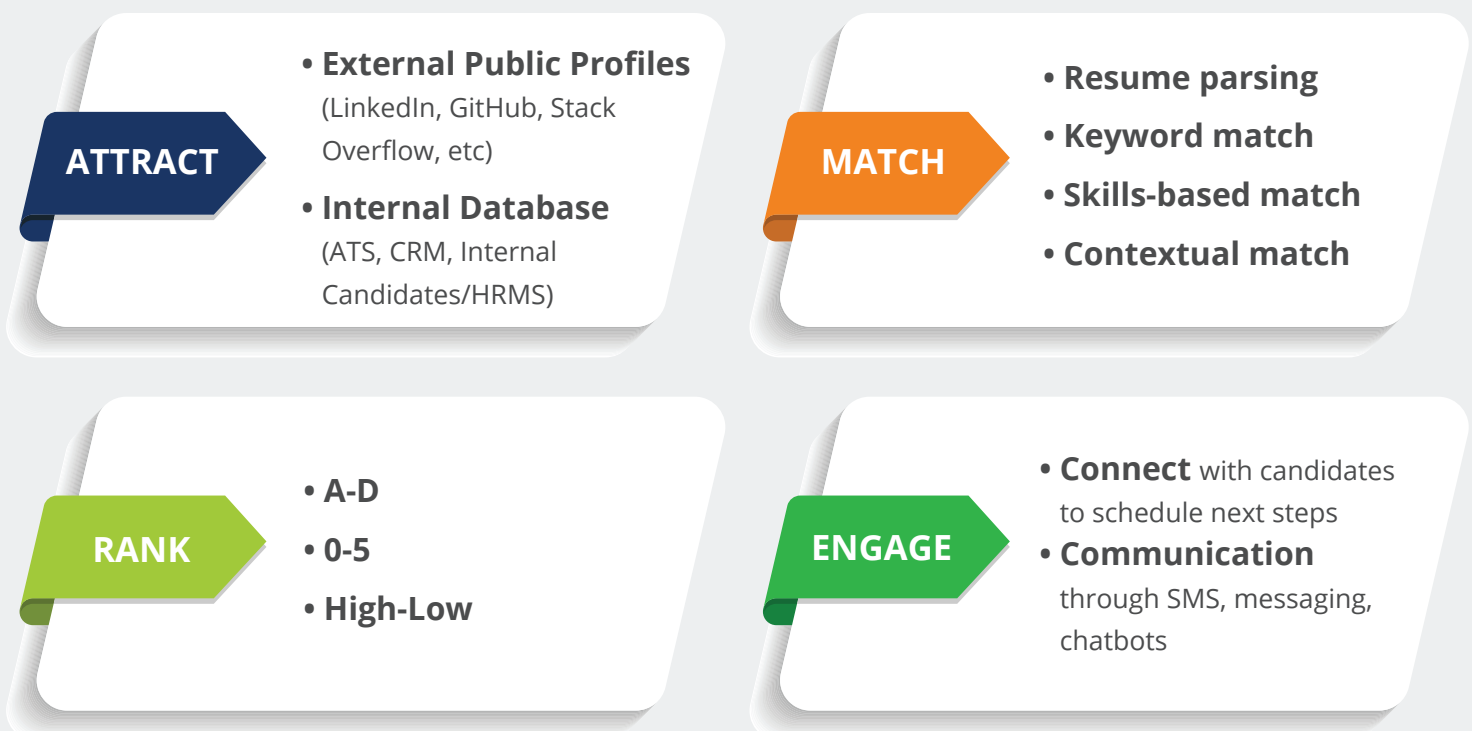 ATTRACT
• External Public Profiles
(LinkedIn, GitHub, Stack
Overflow, etc)
• Internal Database
(ATS, CRM, Internal
Candidates/HRMS)
MATCH
• Resume parsing
• Keyword match
• Skills-based match
• Contextual match
RANK
• A-D
• 0-5
• High-Low
ENGAGE
• Connect with candidates
to schedule next steps
• Communication
through SMS, messaging,
chatbots